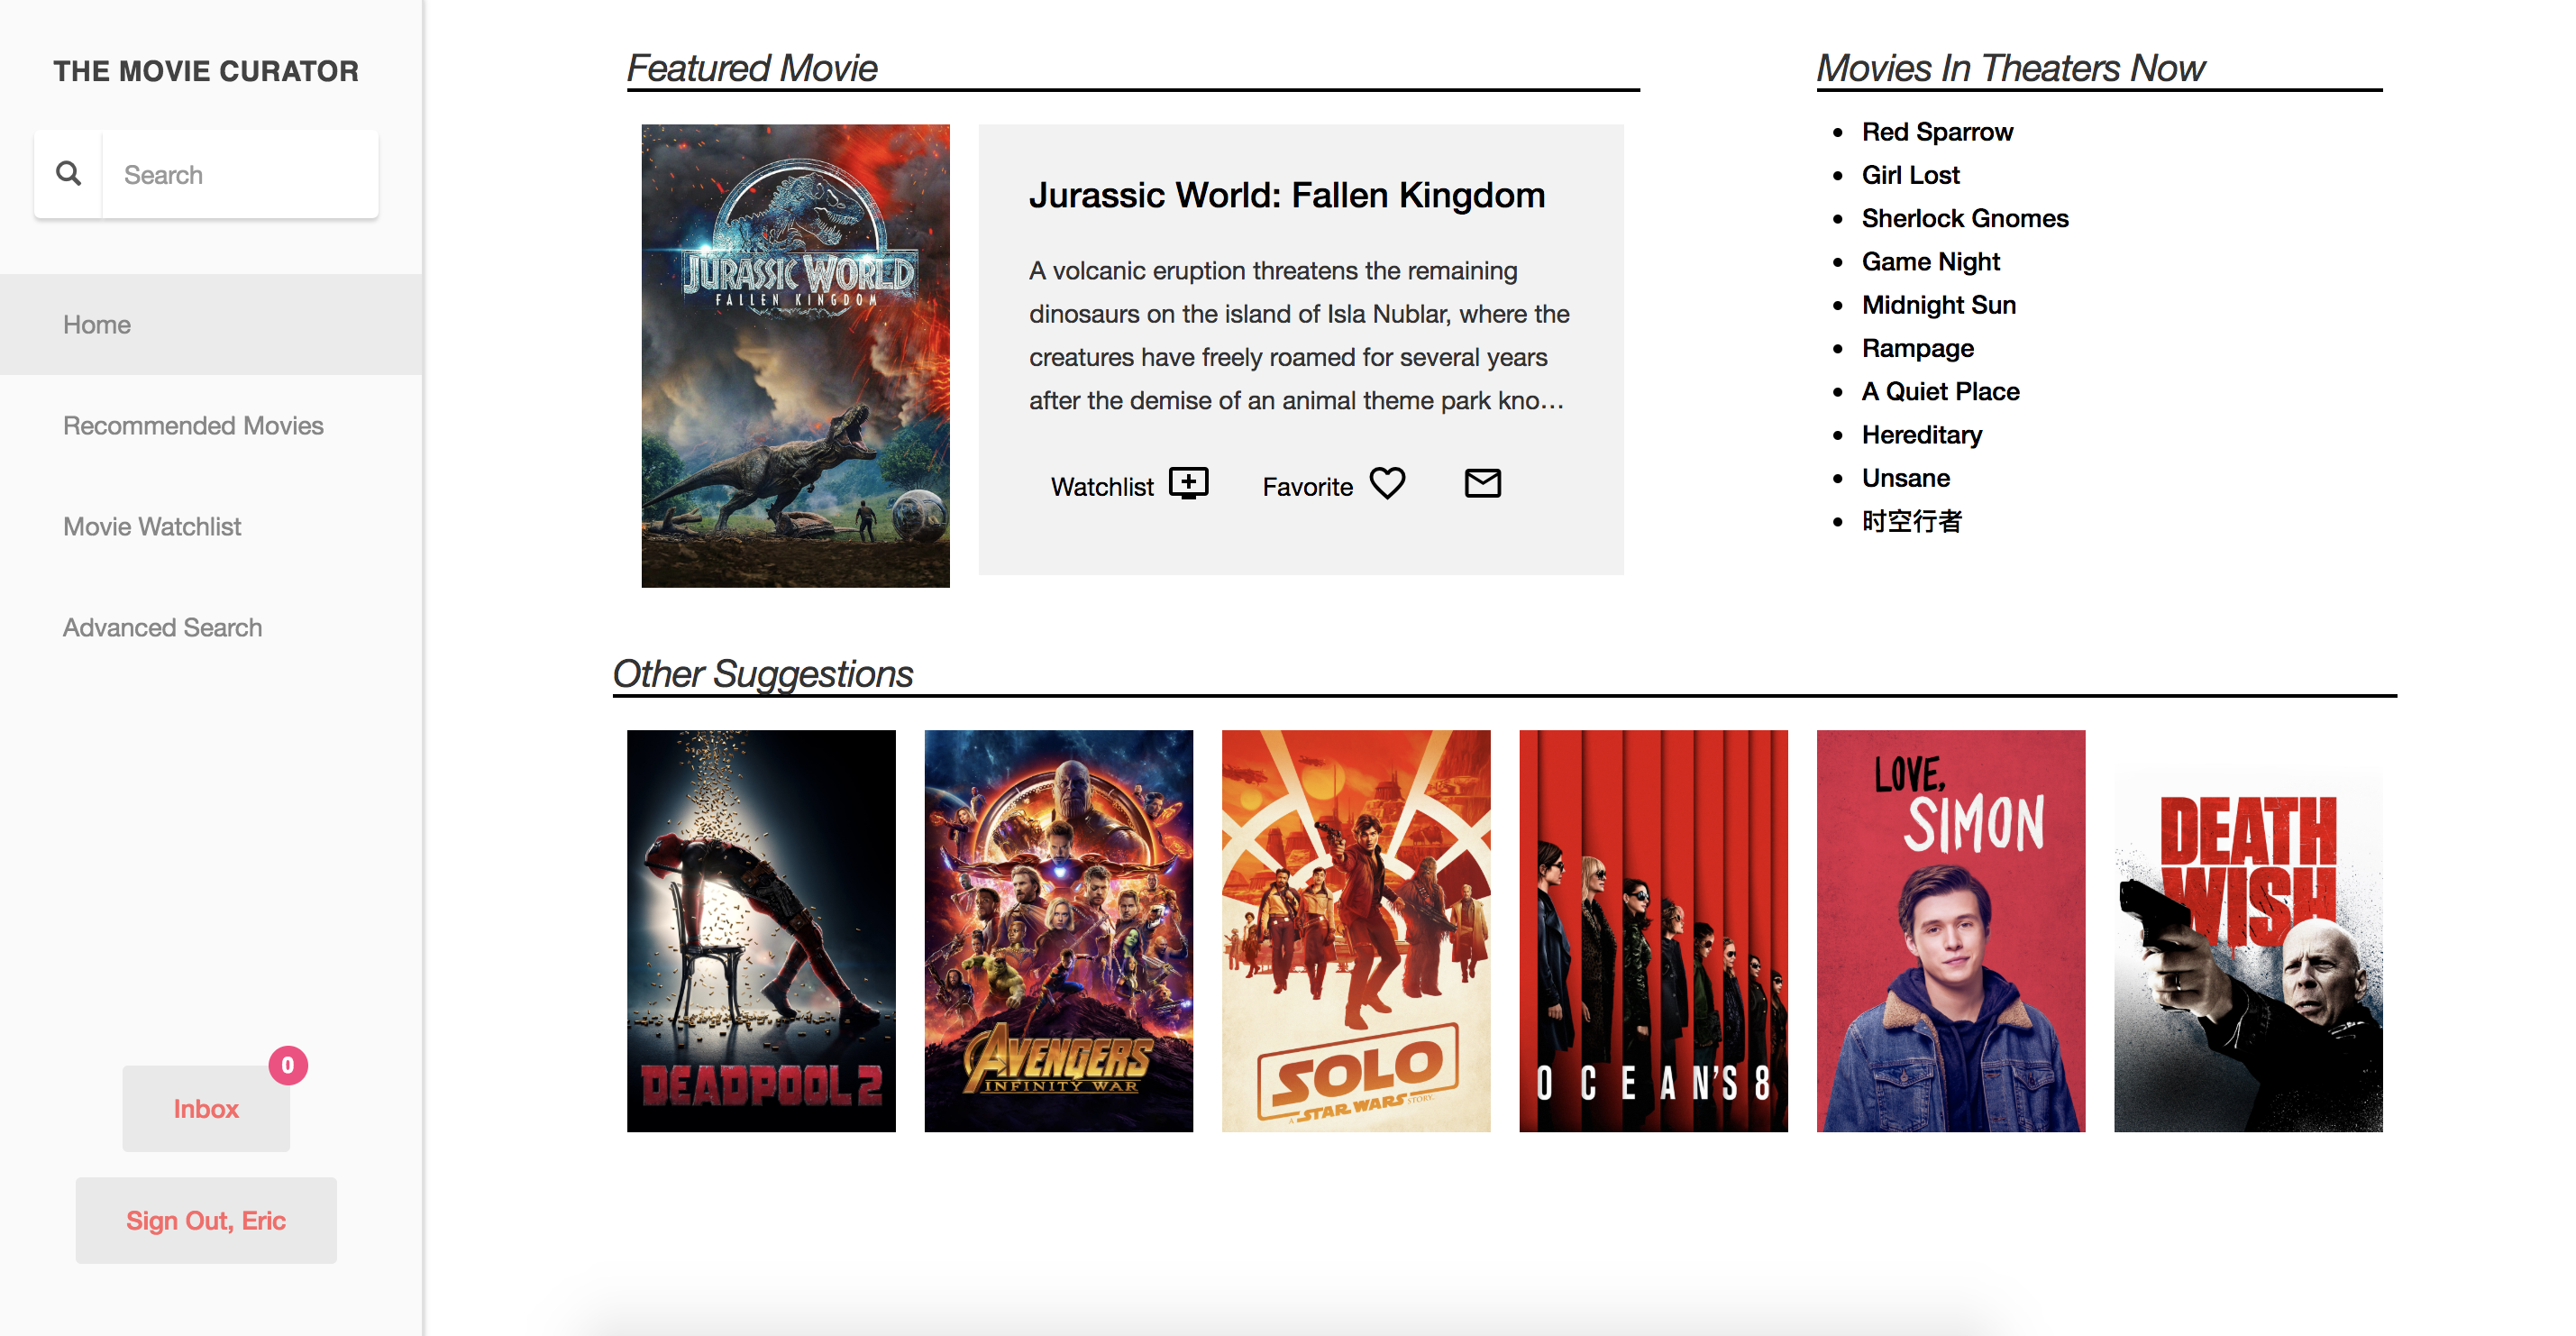 THE MOVIE CURATOR
Search
Home
Recommended Movies
Movie Watchlist
Advanced Search
0
Inbox
Sign Out, Eric
Featured Movie
JURASSIC WORLD
FALLEN KINGDOM
Jurassic World: Fallen Kingdom
A volcanic eruption threatens the remaining
dinosaurs on the island of Isla Nublar, where the
creatures have freely roamed for several years
after the demise of an animal theme park kno...
Watchlist
Favorite
Movies In Theaters Now
Red Sparrow
Girl Lost
Sherlock Gnomes
Game Night
Midnight Sun
Rampage
A Quiet Place
Hereditary
Unsane
时空行者
Other Suggestions
DEADPOOL 2
AVENGERS
INFINITY WAR
SOLO
A STAR WARS STORY
OCEAN'S 8
LOVE,
SIMON
DEATH
WISH